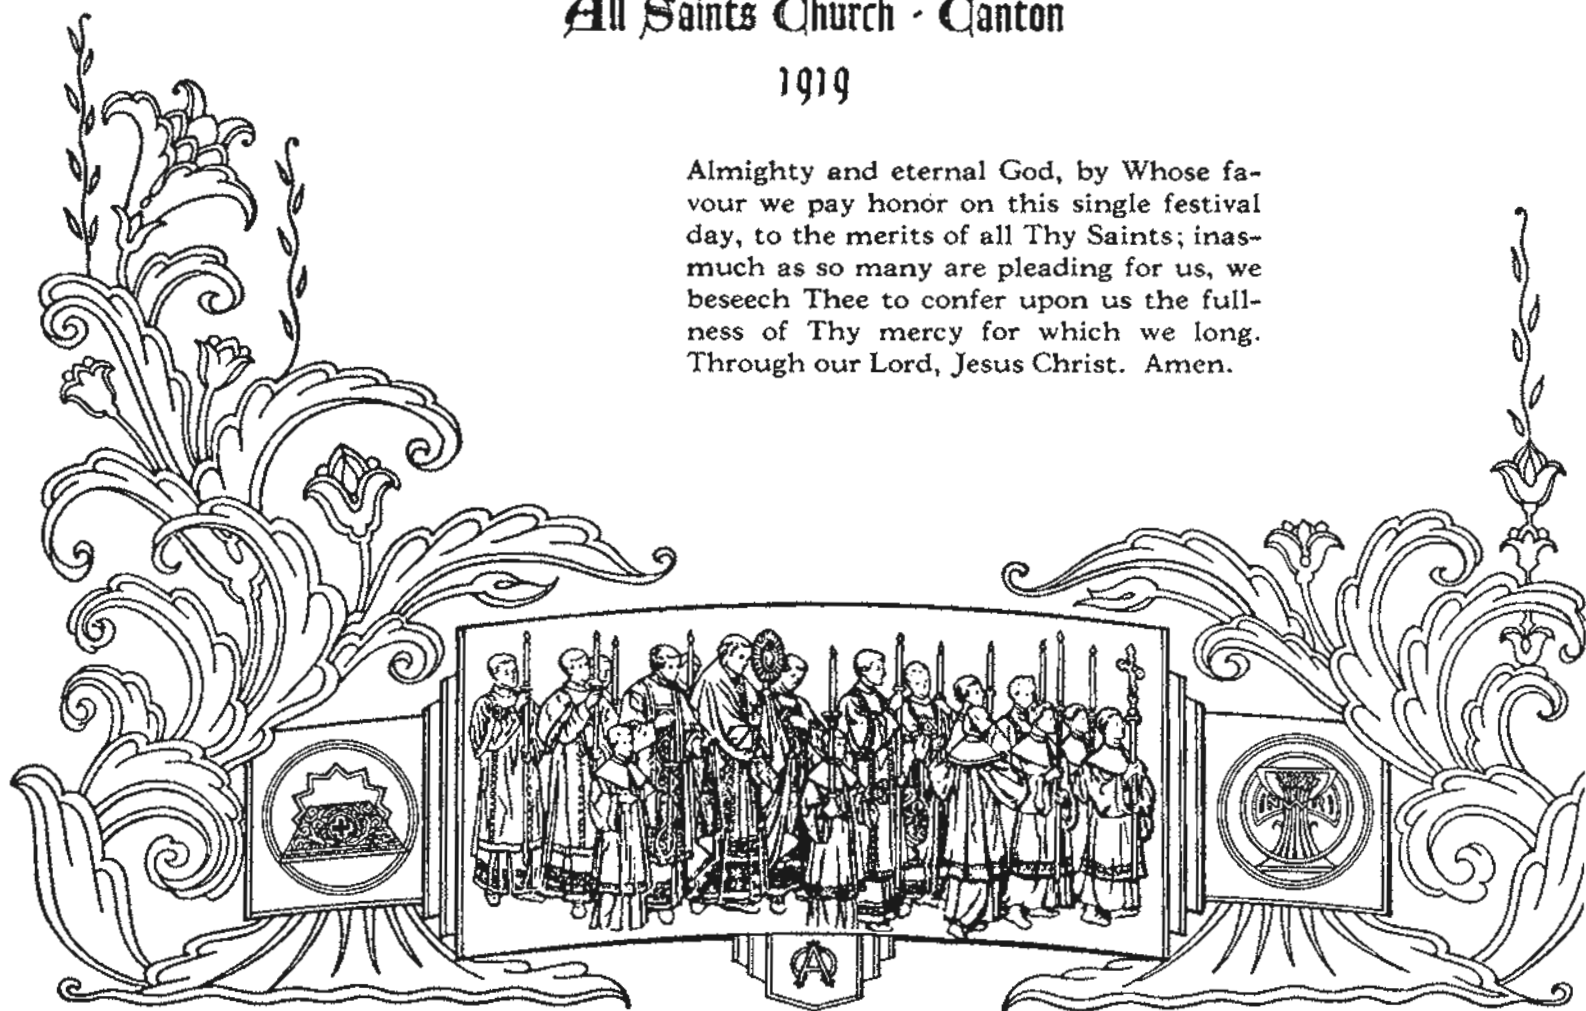 All Saints Church · Canton
1919
Almighty and eternal God, by Whose fa-
vour we pay honor on this single festival
day, to the merits of all Thy Saints; inas-
much as so many are pleading for us, we
beseech Thee to confer upon us the full-
ness of Thy mercy for which we long.
Through our Lord, Jesus Christ. Amen.